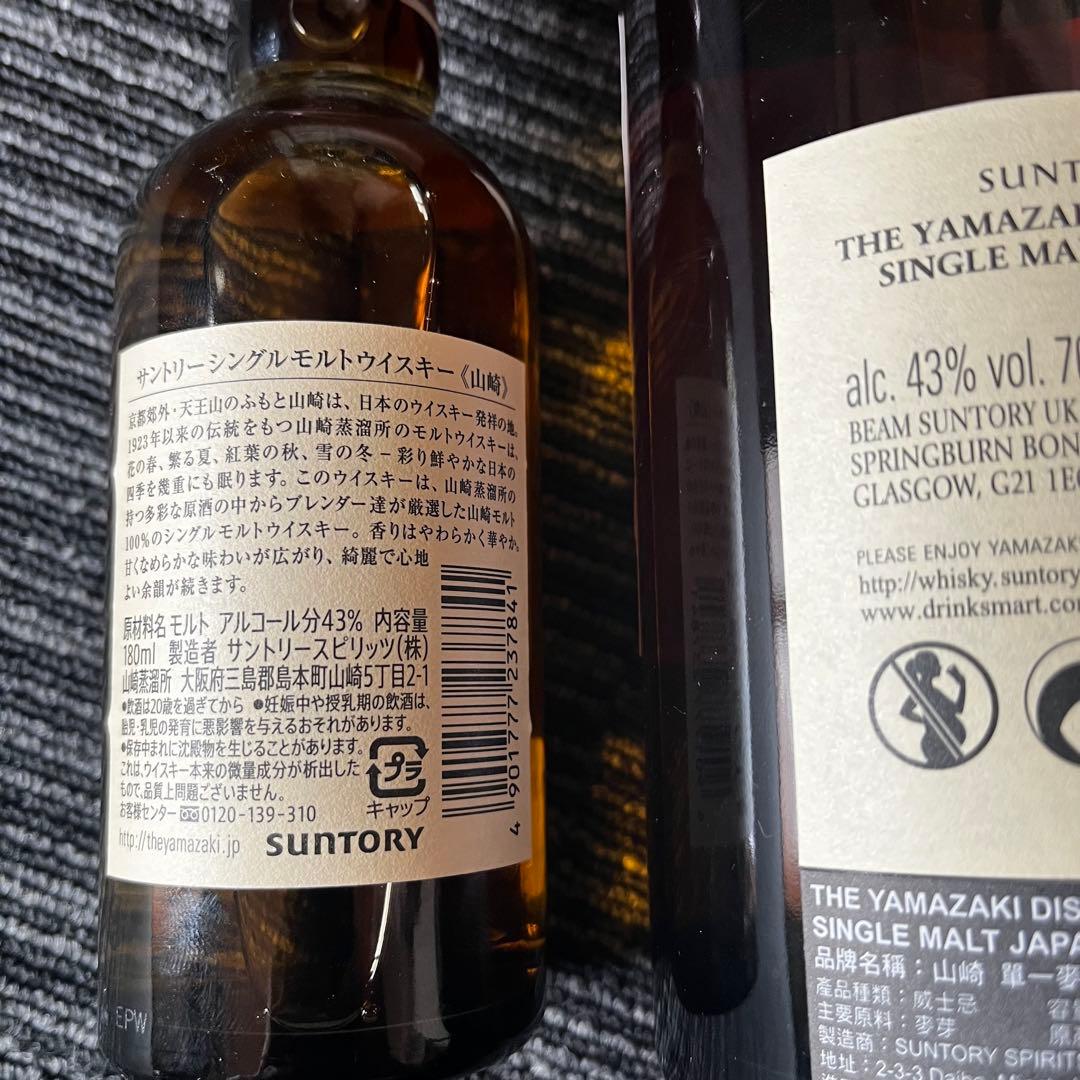 サントリーシングルモルトウイスキー《山崎》
京都郊外・天王山のふもと山崎は、日本のウイスキー発祥の地。
1923年以来の伝統をもつ山崎蒸溜所のモルトウイスキーは、
花の春、繁る夏、紅葉の秋、雪の冬－彩り鮮やかな日本の
四季を幾重にも眠ります。このウイスキーは、山崎蒸溜所の
持つ多彩な原酒の中からブレンダー達が厳選した山崎モルト
100%のシングルモルトウイスキー。香りはやわらかく華やか。
甘くなめらかな味わいが広がり、綺麗で心地
よい余韻が続きます。
原材料名 モルト アルコール分43% 内容量
180ml 製造者 サントリースピリッツ(株)
山崎蒸溜所 大阪府三島郡島本町山崎5丁目2-1
●飲酒は20歳を過ぎてから ●妊娠中や授乳期の飲酒は、
胎児・乳児の発育に悪影響を与えるおそれがあります。
●保存中まれに沈殿物を生じることがあります。
これは、ウイスキー本来の微量成分が析出した
もので、品質上問題ございません。
お客様センター 0120-139-310
http://theyamazaki.jp SUNTORY
プラ
キャップ
4 901777 237841
EPW
SUNT
THE YAMAZAK
SINGLE MA
alc. 43% vol. 70
BEAM SUNTORY UK
SPRINGBURN BON
GLASGOW, G21 1E
PLEASE ENJOY YAMAZAK
http://whisky.suntory
www.drinksmart.com
THE YAMAZAKI DIS
SINGLE MALT JAPA
品牌名稱：山崎 單一麥
產品種類：威士忌 容
主要原料：麥芽 原
製造商：SUNTORY SPIRITS
地址：2-3-3 Daiba